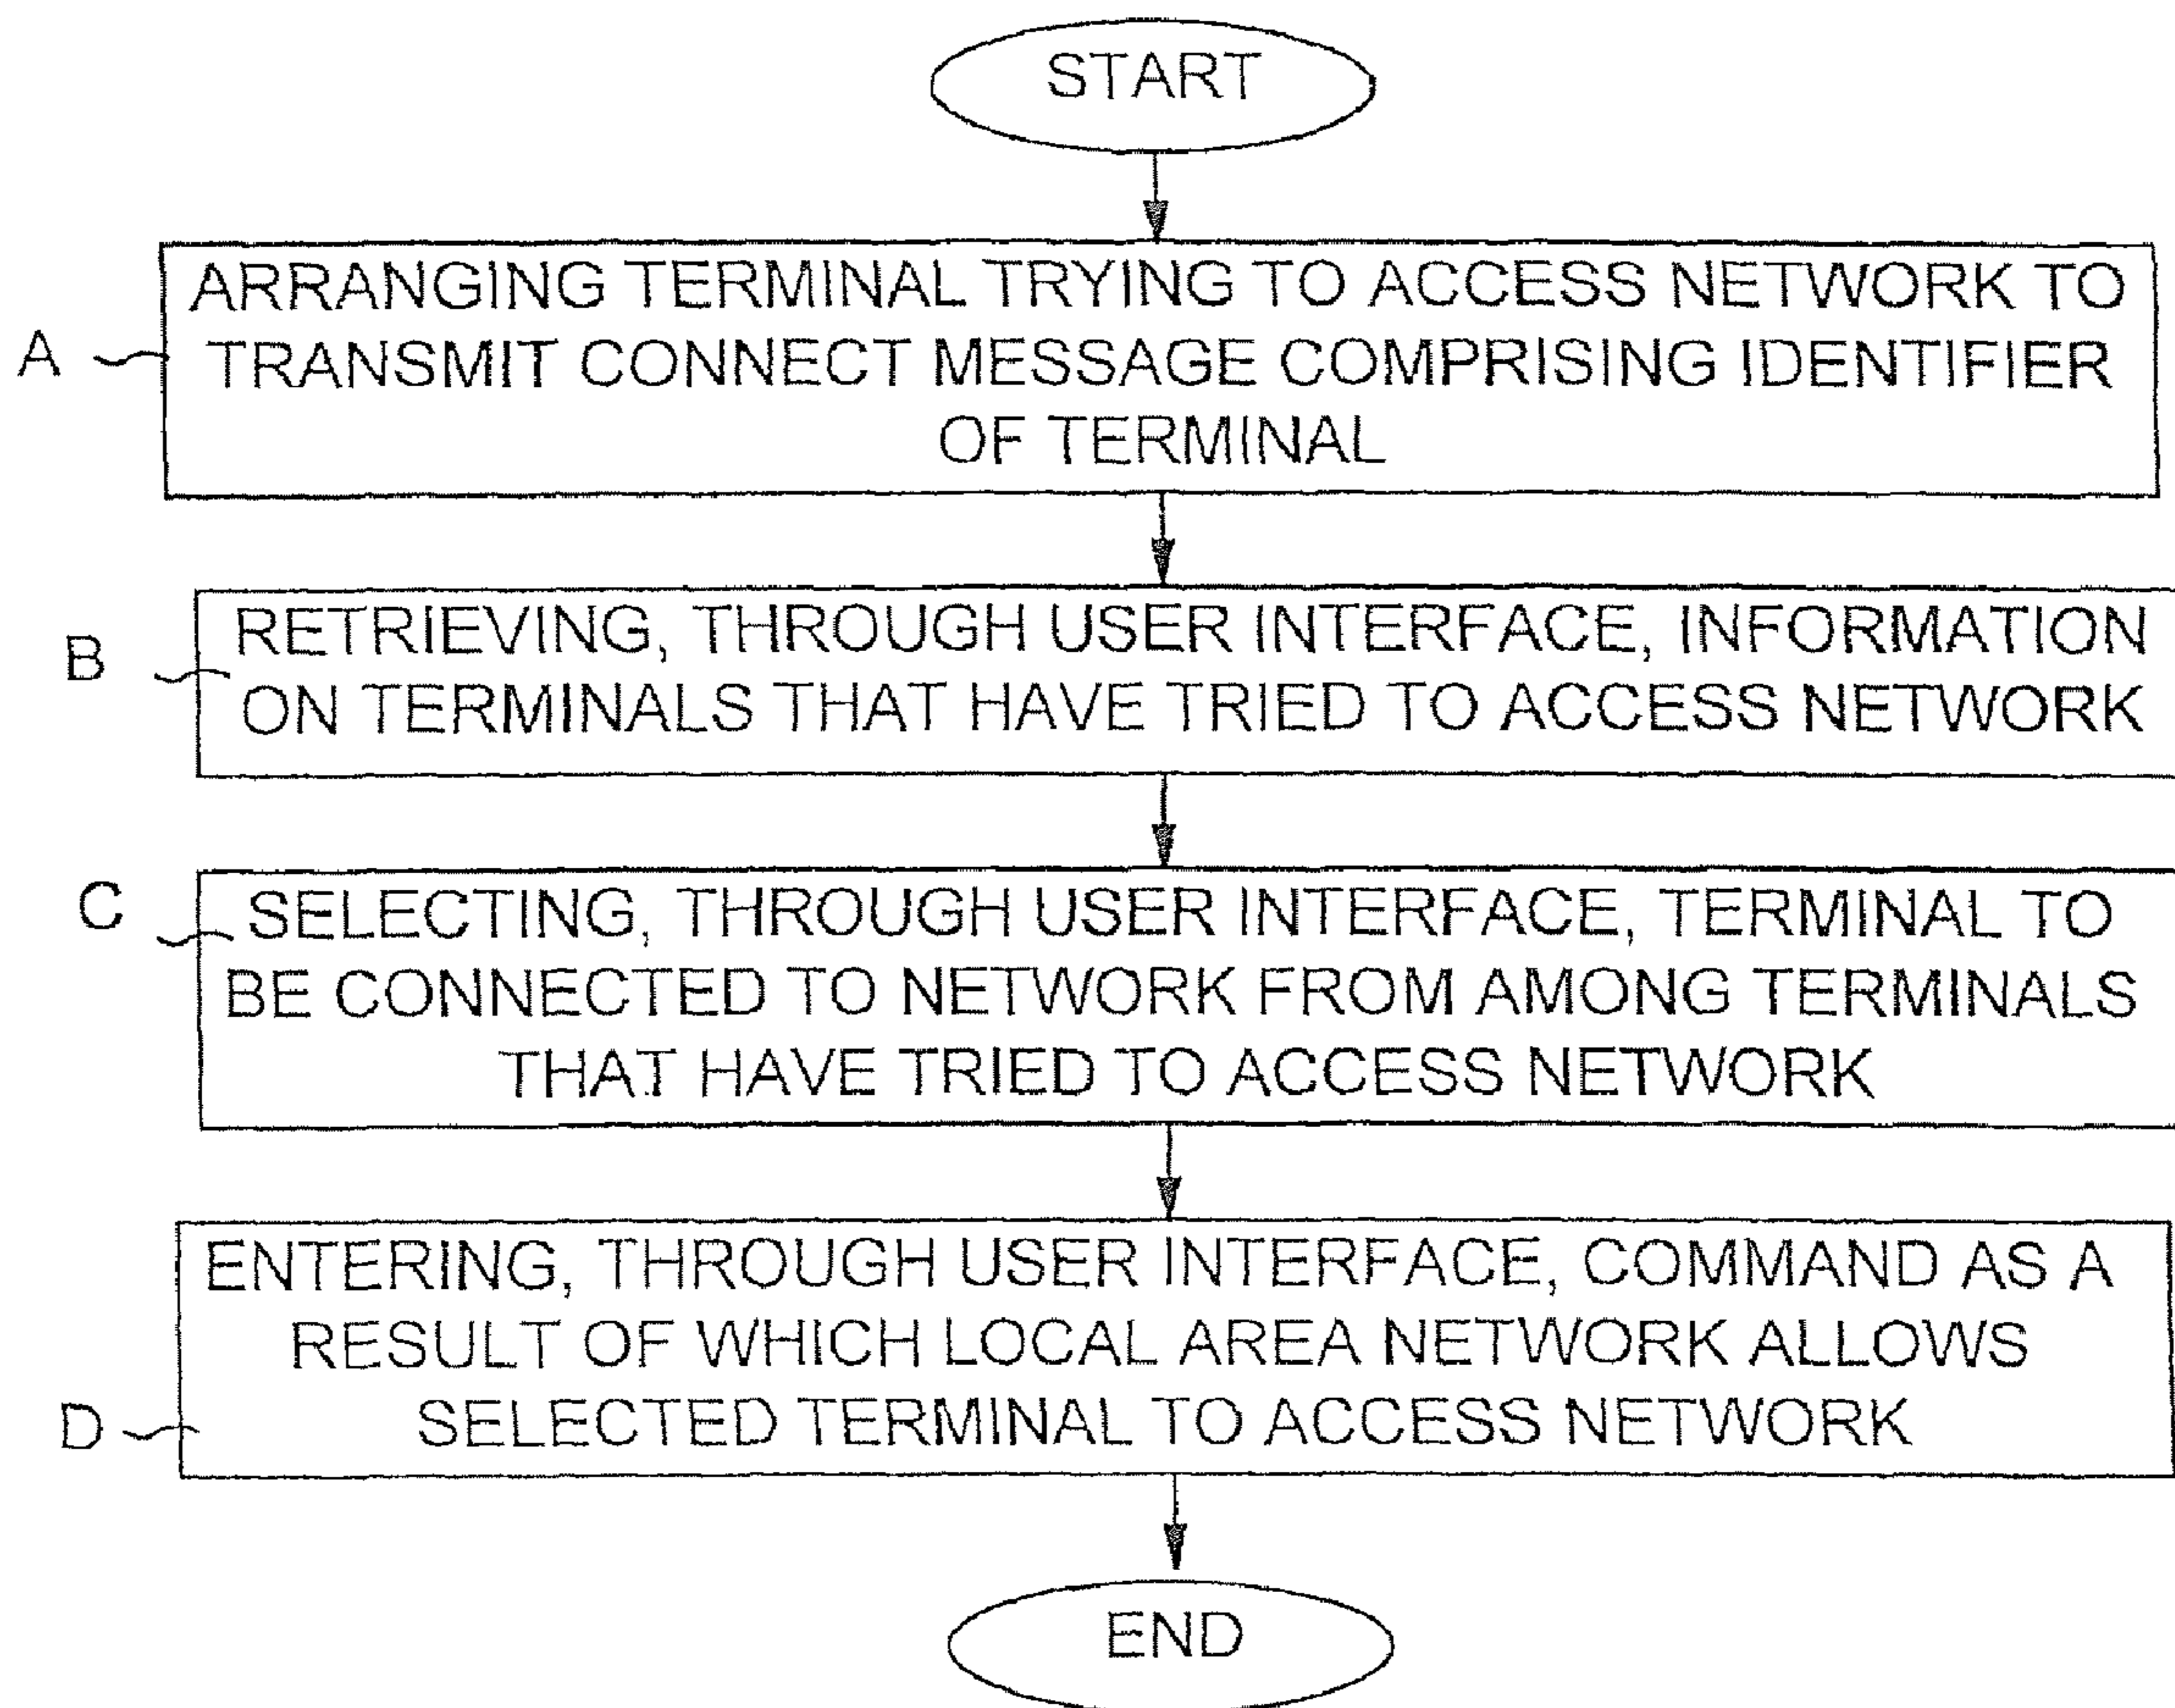 START
A
ARRANGING TERMINAL TRYING TO ACCESS NETWORK TO
TRANSMIT CONNECT MESSAGE COMPRISING IDENTIFIER
OF TERMINAL
B
RETRIEVING, THROUGH USER INTERFACE, INFORMATION
ON TERMINALS THAT HAVE TRIED TO ACCESS NETWORK
C
SELECTING, THROUGH USER INTERFACE, TERMINAL TO
BE CONNECTED TO NETWORK FROM AMONG TERMINALS
THAT HAVE TRIED TO ACCESS NETWORK
D
ENTERING, THROUGH USER INTERFACE, COMMAND AS A
RESULT OF WHICH LOCAL AREA NETWORK ALLOWS
SELECTED TERMINAL TO ACCESS NETWORK
END